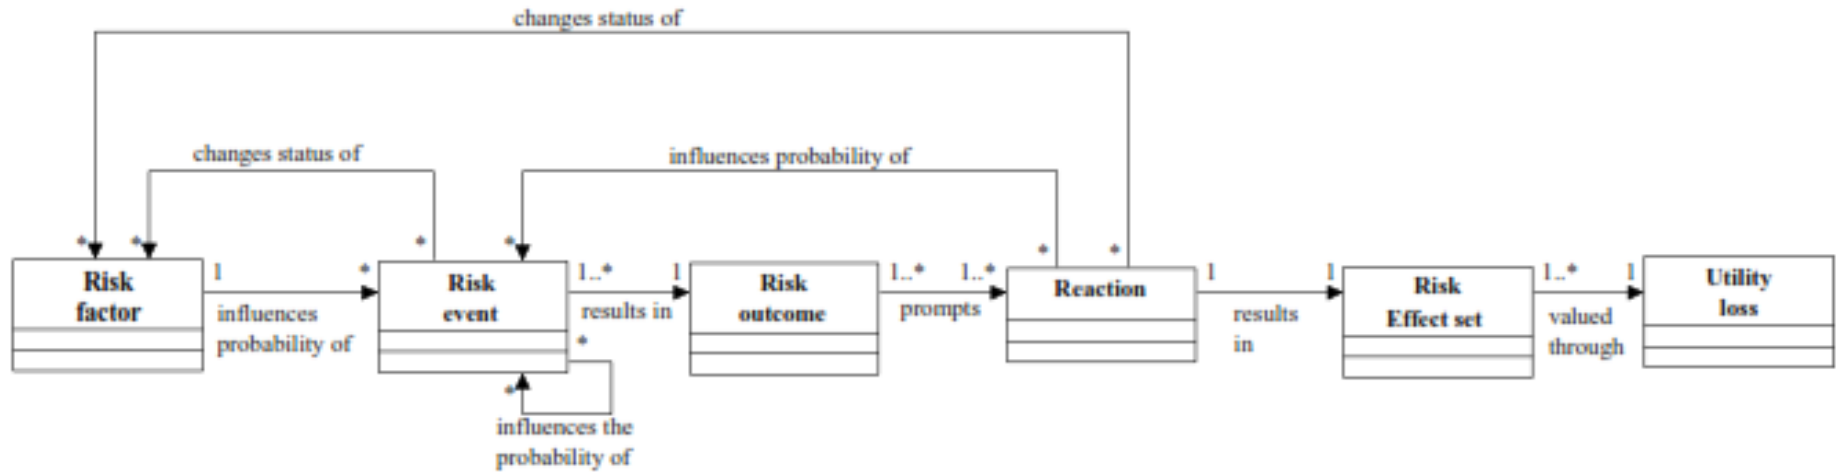 changes status of
changes status of
influences probability of
* * * * * *
Risk
factor
1 *
influences
probability of
Risk
event
1..* 1
results in
*
*
influences the
probability of
Risk
outcome
1..* 1..*
prompts
Reaction
1 1
results
in
Risk
Effect set
1..* 1
valued
through
Utility
loss